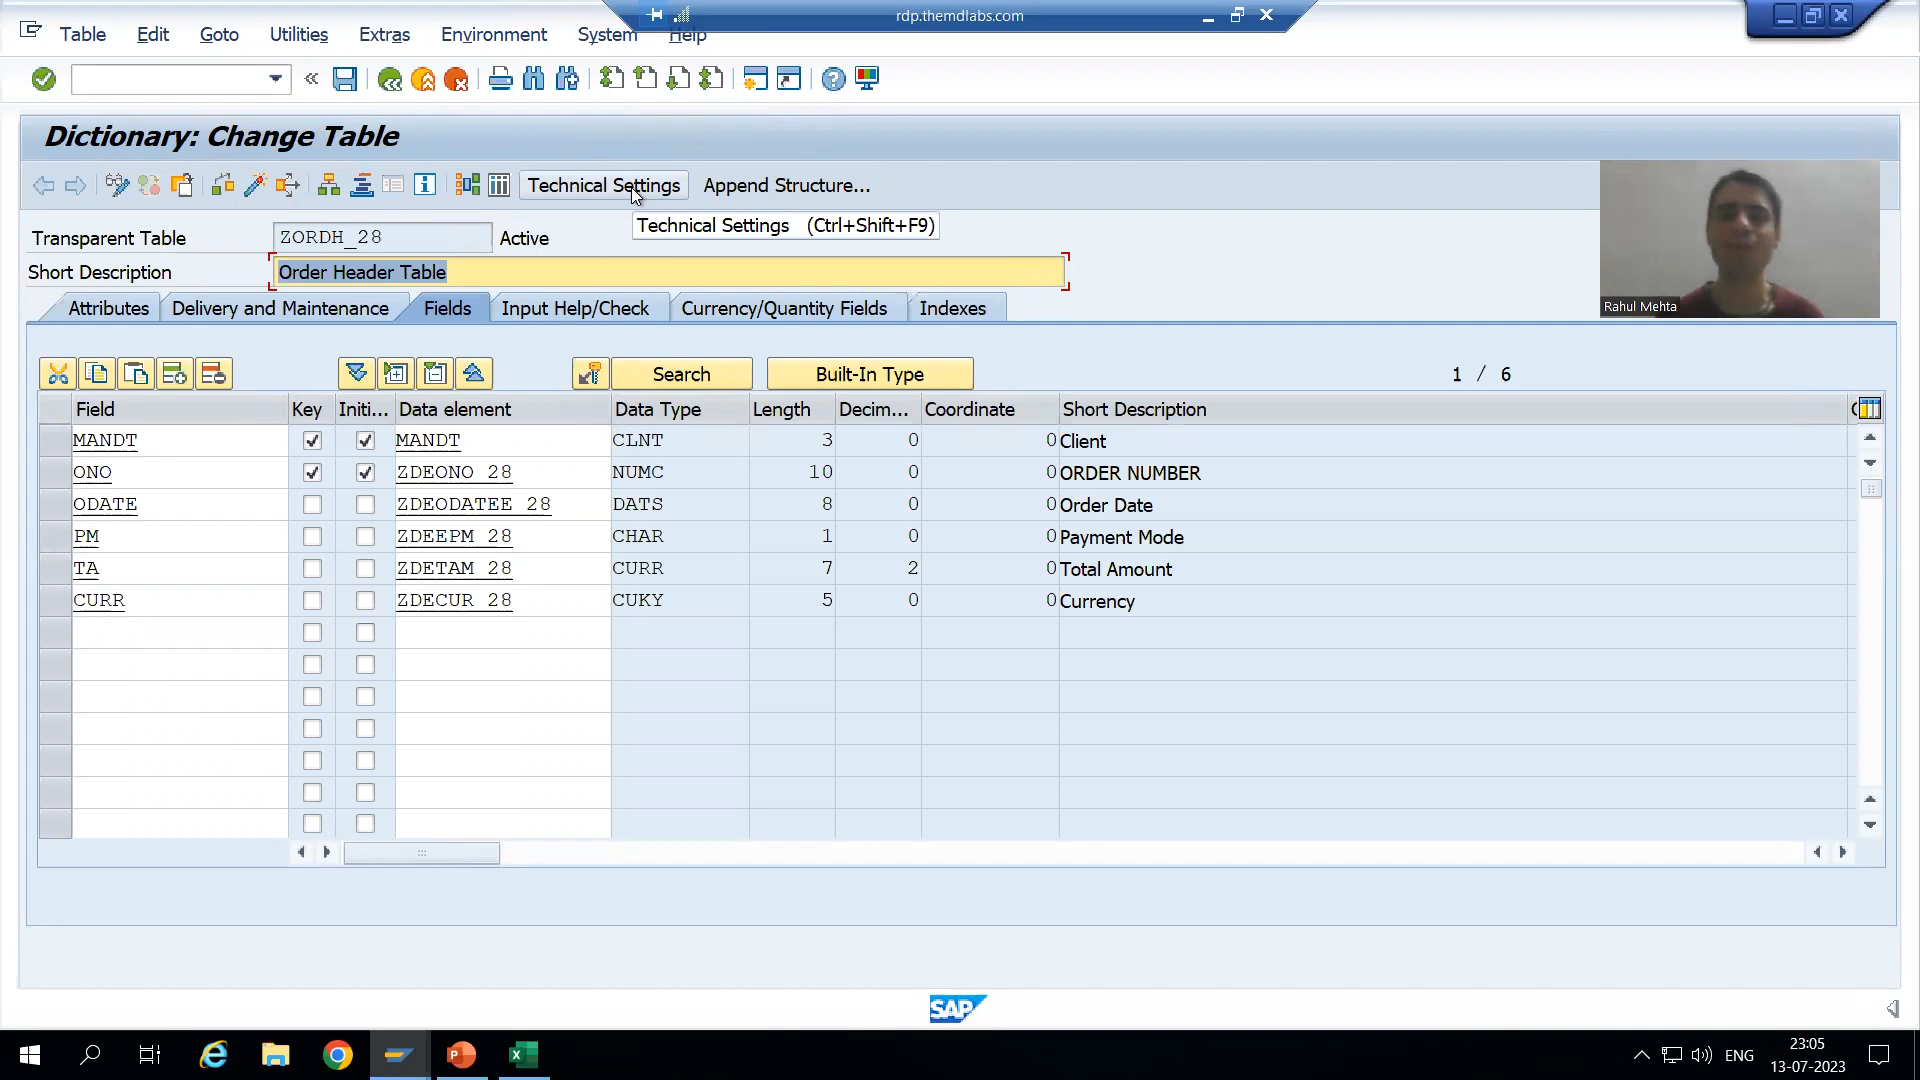 rdp.themdlabs.com
Table Edit Goto Utilities Extras Environment System Help
Dictionary: Change Table
Technical Settings Append Structure...
Technical Settings (Ctrl+Shift+F9)
Transparent Table ZORDH_28 Active
Short Description Order Header Table
Rahul Mehta
Attributes Delivery and Maintenance Fields Input Help/Check Currency/Quantity Fields Indexes
Search Built-In Type 1 / 6
Field Key Initi... Data element Data Type Length Decim... Coordinate Short Description
MANDT MANDT CLNT 3 0 0 Client
ONO ZDEONO_28 NUMC 10 0 0 ORDER NUMBER
ODATE ZDEODATEE_28 DATS 8 0 0 Order Date
PM ZDEEPM_28 CHAR 1 0 0 Payment Mode
TA ZDETAM_28 CURR 7 2 0 Total Amount
CURR ZDECUR_28 CUKY 5 0 0 Currency
SAP
ENG
23:05
13-07-2023